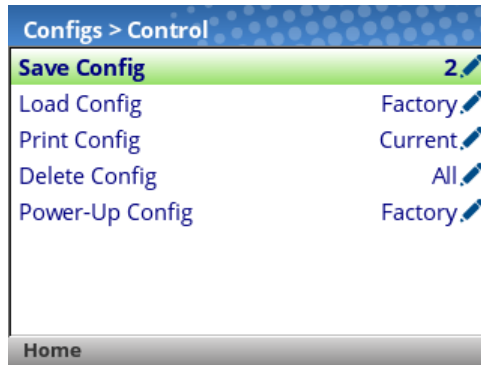 Configs > Control
Save Config 2
Load Config Factory
Print Config Current
Delete Config All
Power-Up Config Factory
Home